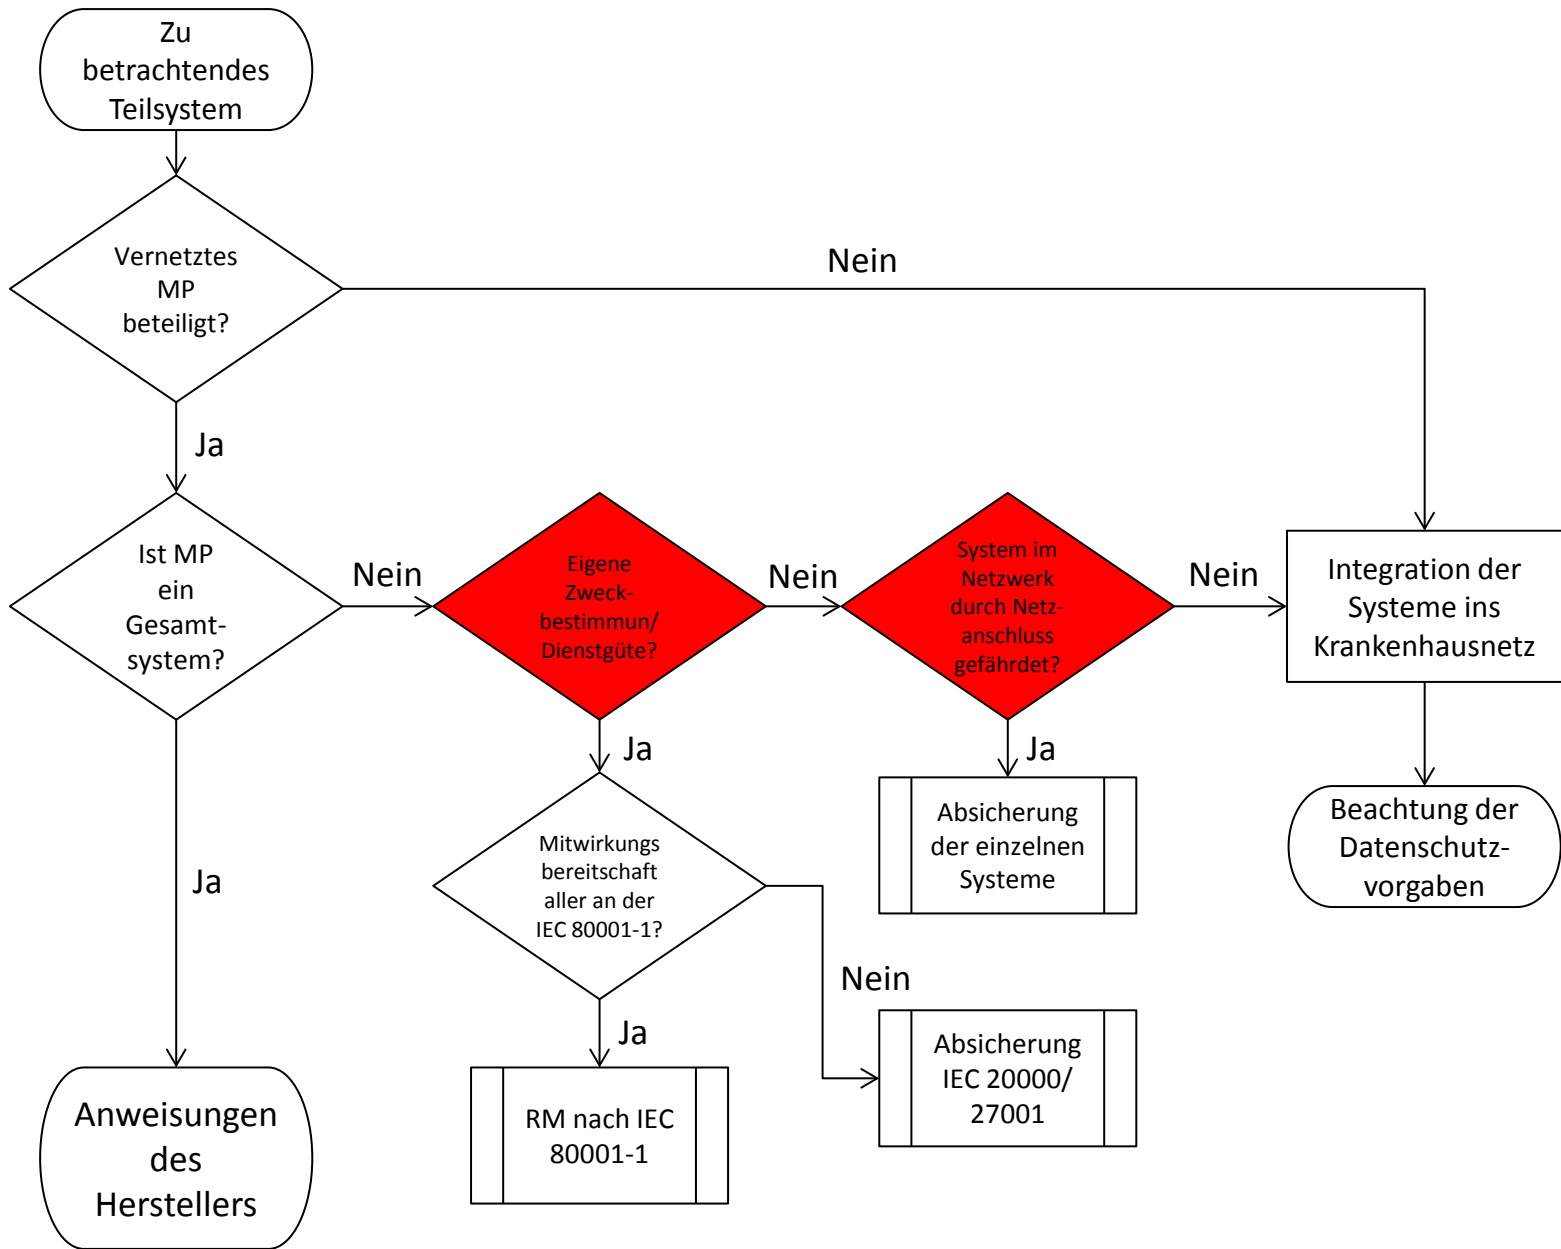 Zu
betrachtendes
Teilsystem
Vernetztes
MP
beteiligt?
Nein
Ja
Ist MP
ein
Gesamt-
system?
Nein
Eigene
Zweck-
bestimmun/
Dienstgüte?
Nein
System im
Netzwerk
durch Netz-
anschluss
gefährdet?
Nein
Integration der
Systeme ins
Krankenhausnetz
Ja
Ja
Ja
Mitwirkungs
bereitschaft
aller an der
IEC 80001-1?
Absicherung
der einzelnen
Systeme
Beachtung der
Datenschutz-
vorgaben
Nein
Ja
Absicherung
IEC 20000/
27001
RM nach IEC
80001-1
Anweisungen
des
Herstellers